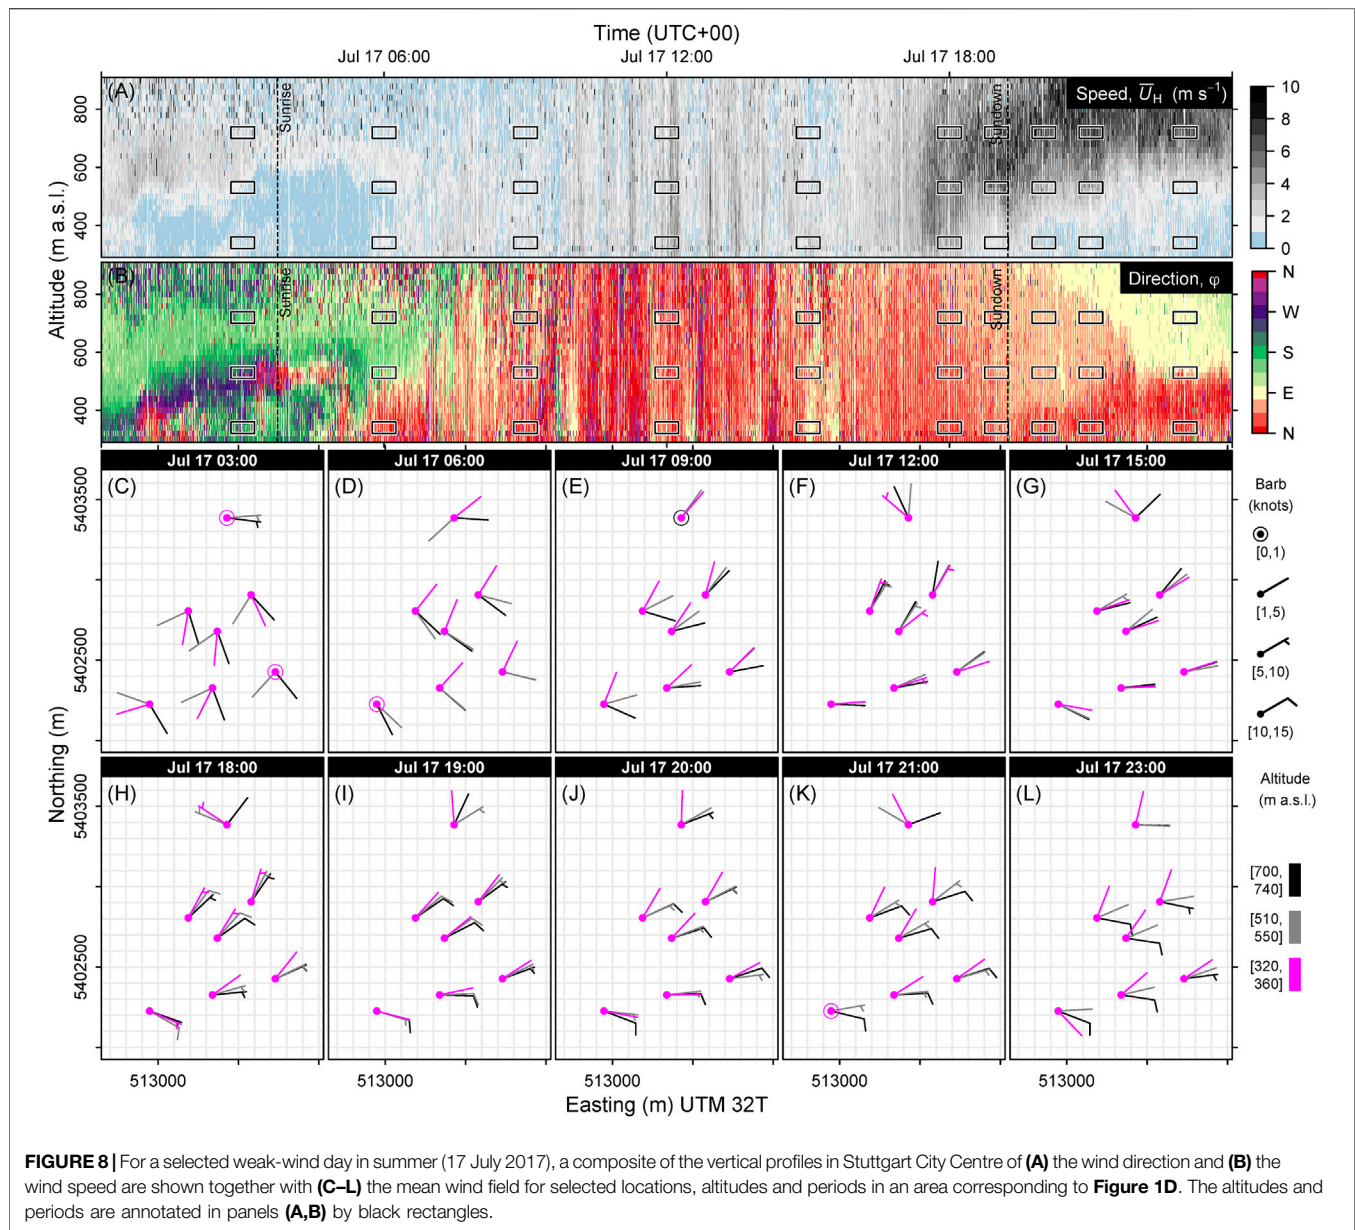 Time (UTC+00)
Jul 17 06:00 Jul 17 12:00 Jul 17 18:00
(A) Sunrise Sundown Speed, U̅H (m s⁻¹)
800
600
400
10
8
6
4
2
0
Altitude (m a.s.l.)
(B) Sunrise Sundown Direction, φ
800
600
400
N
W
S
E
N
Jul 17 03:00 Jul 17 06:00 Jul 17 09:00 Jul 17 12:00 Jul 17 15:00
(C) (D) (E) (F) (G)
5403500
5402500
Barb
(knots)
[0,1)
[1,5)
[5,10)
[10,15)
Northing (m)
Jul 17 18:00 Jul 17 19:00 Jul 17 20:00 Jul 17 21:00 Jul 17 23:00
(H) (I) (J) (K) (L)
5403500
5402500
Altitude
(m a.s.l.)
[700,
740]
[510,
550]
[320,
360]
513000 513000 513000 513000 513000
Easting (m) UTM 32T
FIGURE 8 | For a selected weak-wind day in summer (17 July 2017), a composite of the vertical profiles in Stuttgart City Centre of (A) the wind direction and (B) the
wind speed are shown together with (C–L) the mean wind field for selected locations, altitudes and periods in an area corresponding to Figure 1D. The altitudes and
periods are annotated in panels (A,B) by black rectangles.